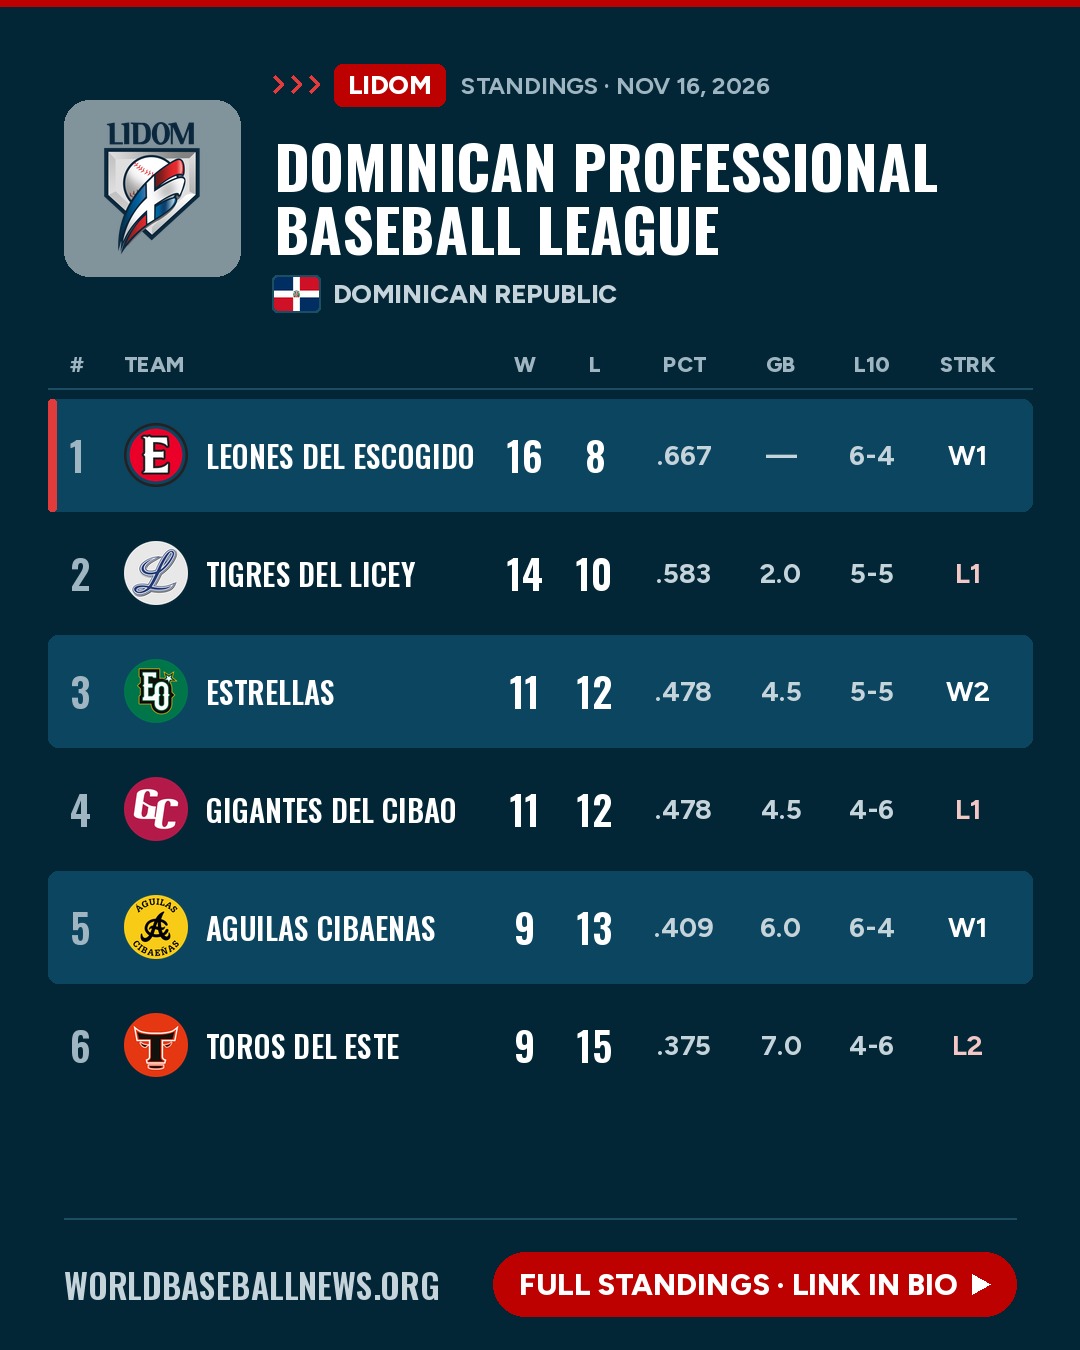 LIDOM STANDINGS · NOV 16, 2026
LIDOM
DOMINICAN PROFESSIONAL
BASEBALL LEAGUE
DOMINICAN REPUBLIC
# TEAM W L PCT GB L10 STRK
1 E LEONES DEL ESCOGIDO 16 8 .667 — 6-4 W1
2 L TIGRES DEL LICEY 14 10 .583 2.0 5-5 L1
3 EO ESTRELLAS 11 12 .478 4.5 5-5 W2
4 GC GIGANTES DEL CIBAO 11 12 .478 4.5 4-6 L1
5 AGUILAS CIBAEÑAS AGUILAS CIBAENAS 9 13 .409 6.0 6-4 W1
6 T TOROS DEL ESTE 9 15 .375 7.0 4-6 L2
WORLDBASEBALLNEWS.ORG
FULL STANDINGS · LINK IN BIO